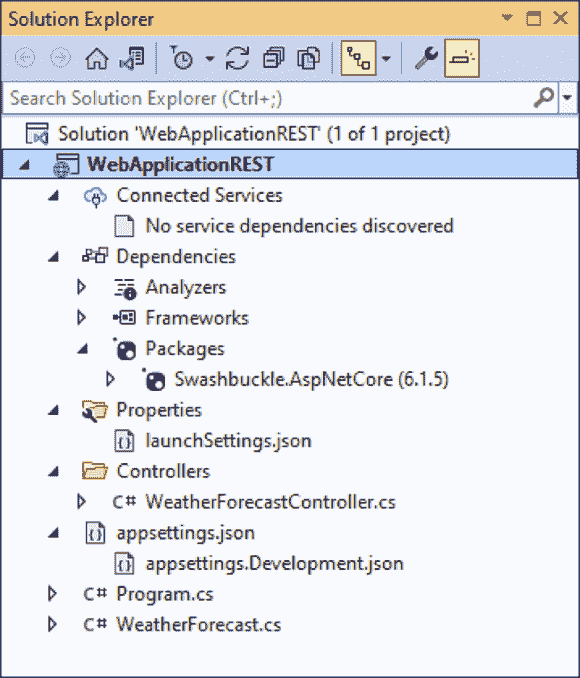 Solution Explorer
Search Solution Explorer (Ctrl+;)
Solution 'WebApplicationREST' (1 of 1 project)
WebApplicationREST
Connected Services
No service dependencies discovered
Dependencies
Analyzers
Frameworks
Packages
Swashbuckle.AspNetCore (6.1.5)
Properties
launchSettings.json
Controllers
C# WeatherForecastController.cs
appsettings.json
appsettings.Development.json
C# Program.cs
C# WeatherForecast.cs